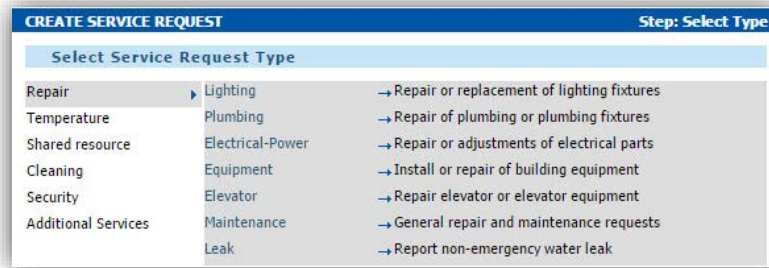 CREATE SERVICE REQUEST Step: Select Type
Select Service Request Type
Repair Lighting → Repair or replacement of lighting fixtures
Temperature Plumbing → Repair of plumbing or plumbing fixtures
Shared resource Electrical-Power → Repair or adjustments of electrical parts
Cleaning Equipment → Install or repair of building equipment
Security Elevator → Repair elevator or elevator equipment
Additional Services Maintenance → General repair and maintenance requests
Leak → Report non-emergency water leak